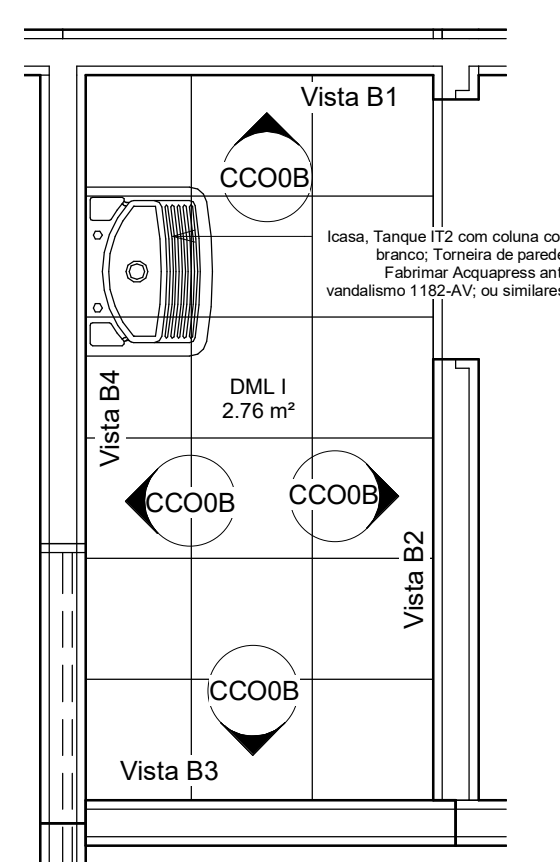 Vista B1
CCO0B
Icasa, Tanque IT2 com coluna co
branco; Torneira de parede
Fabrimar Acquapress ant
vandalismo 1182-AV; ou similares
DML I
2.76 m²
Vista B4
CCO0B
CCO0B
Vista B2
CCO0B
Vista B3